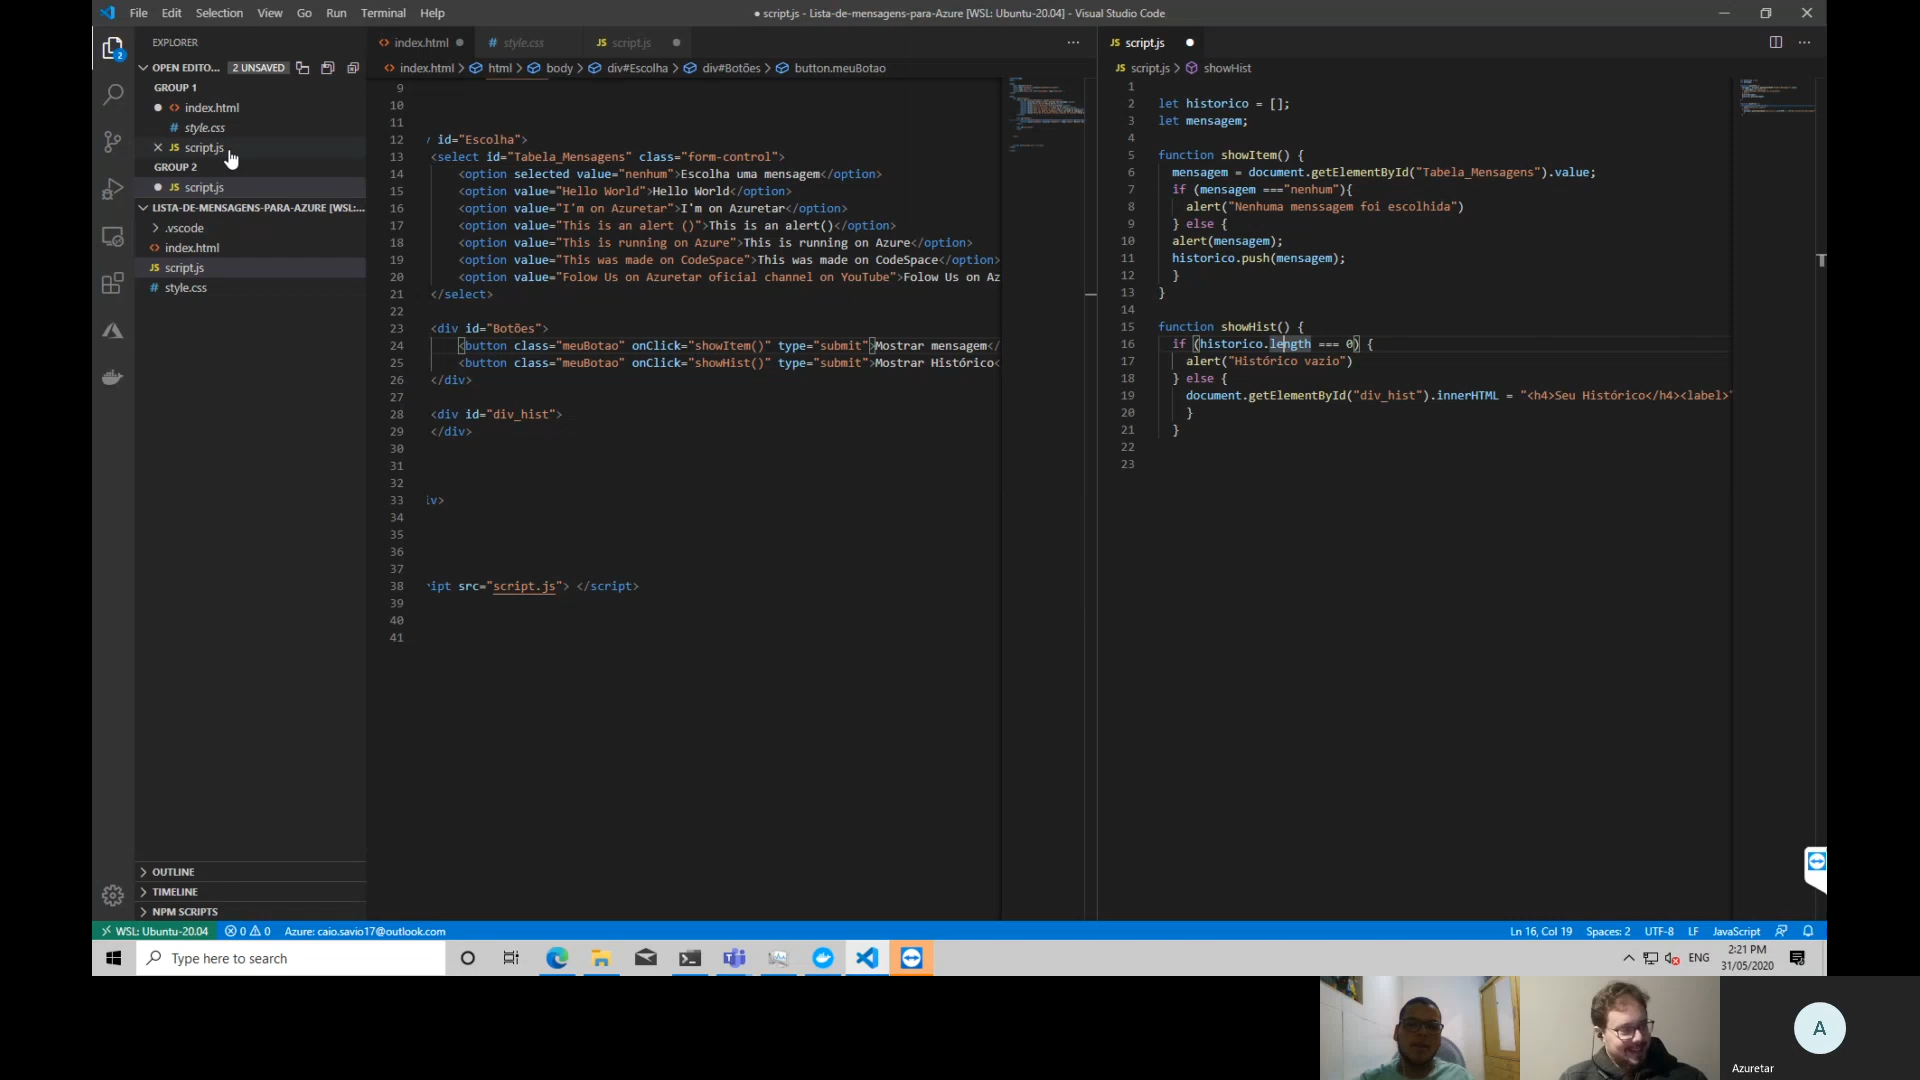 File Edit Selection View Go Run Terminal Help
● script.js - Lista-de-mensagens-para-Azure [WSL: Ubuntu-20.04] - Visual Studio Code
EXPLORER
OPEN EDITO... 2 UNSAVED
GROUP 1
index.html
style.css
script.js
GROUP 2
script.js
LISTA-DE-MENSAGENS-PARA-AZURE [WSL:...
.vscode
index.html
script.js
style.css
OUTLINE
TIMELINE
NPM SCRIPTS
index.html style.css script.js
index.html > html > body > div#Escolha > div#Botões > button.meuBotao
9
10
11
12 / id="Escolha">
13 <select id="Tabela_Mensagens" class="form-control">
14 <option selected value="nenhum">Escolha uma mensagem</option>
15 <option value="Hello World">Hello World</option>
16 <option value="I'm on Azuretar">I'm on Azuretar</option>
17 <option value="This is an alert ()">This is an alert()</option>
18 <option value="This is running on Azure">This is running on Azure</option>
19 <option value="This was made on CodeSpace">This was made on CodeSpace</option>
20 <option value="Folow Us on Azuretar oficial channel on YouTube">Folow Us on Az
21 </select>
22
23 <div id="Botões">
24 <button class="meuBotao" onClick="showItem()" type="submit">Mostrar mensagem</
25 <button class="meuBotao" onClick="showHist()" type="submit">Mostrar Histórico<
26 </div>
27
28 <div id="div_hist">
29 </div>
30
31
32
33 iv>
34
35
36
37
38 ipt src="script.js"> </script>
39
40
41
script.js
script.js > showHist
1
2 let historico = [];
3 let mensagem;
4
5 function showItem() {
6 mensagem = document.getElementById("Tabela_Mensagens").value;
7 if (mensagem ==="nenhum"){
8 alert("Nenhuma menssagem foi escolhida")
9 } else {
10 alert(mensagem);
11 historico.push(mensagem);
12 }
13 }
14
15 function showHist() {
16 if (historico.length === 0) {
17 alert("Histórico vazio")
18 } else {
19 document.getElementById("div_hist").innerHTML = "<h4>Seu Histórico</h4><label>"
20 }
21 }
22
23
WSL: Ubuntu-20.04 0 0 Azure: caio.savio17@outlook.com Ln 16, Col 19 Spaces: 2 UTF-8 LF JavaScript
Type here to search
ENG
2:21 PM
31/05/2020
A
Azuretar